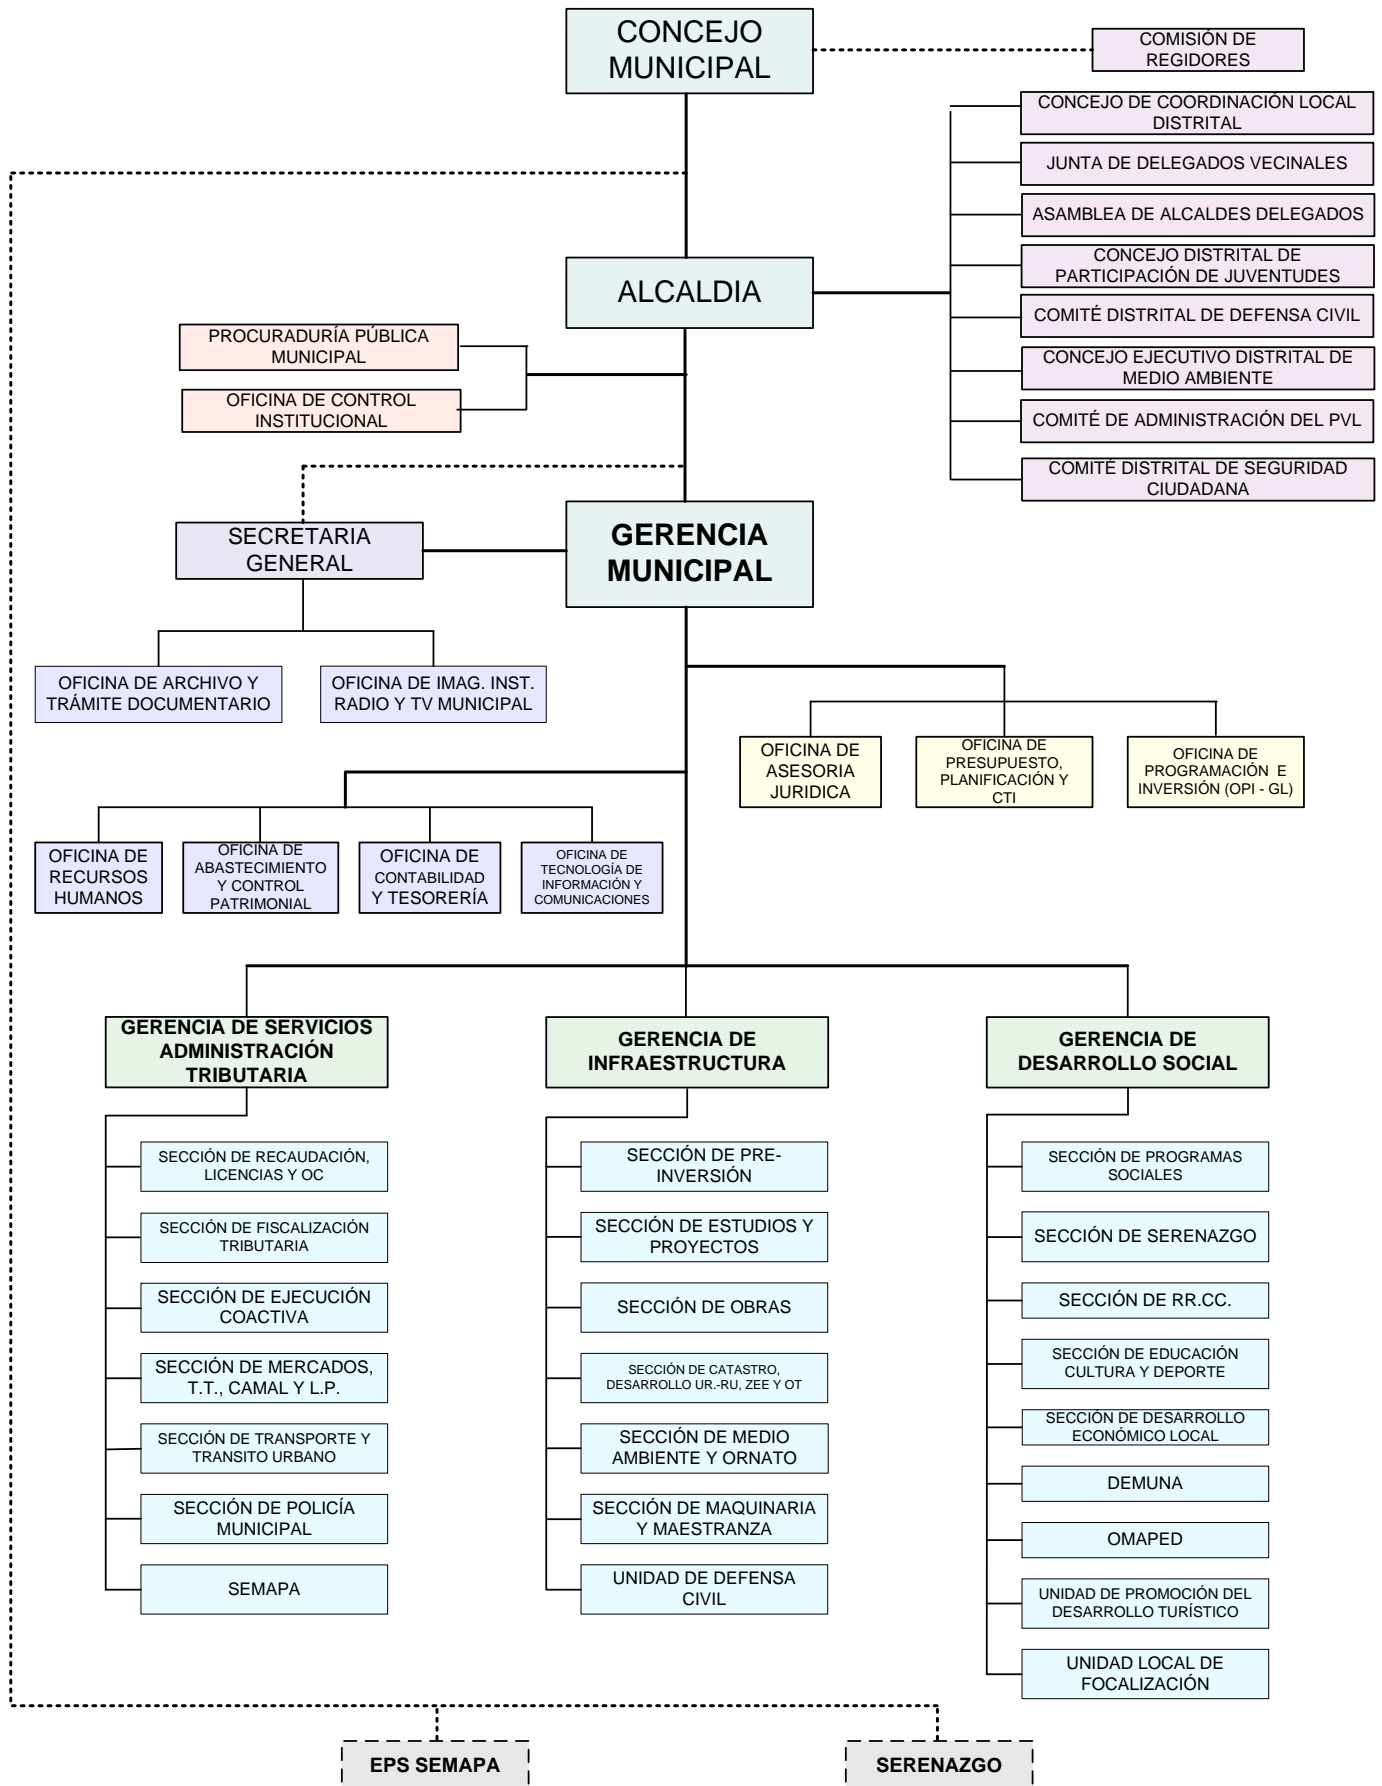 CONCEJO
MUNICIPAL
COMISIÓN DE
REGIDORES
CONCEJO DE COORDINACIÓN LOCAL
DISTRITAL
JUNTA DE DELEGADOS VECINALES
ASAMBLEA DE ALCALDES DELEGADOS
CONCEJO DISTRITAL DE
PARTICIPACIÓN DE JUVENTUDES
COMITÉ DISTRITAL DE DEFENSA CIVIL
CONCEJO EJECUTIVO DISTRITAL DE
MEDIO AMBIENTE
COMITÉ DE ADMINISTRACIÓN DEL PVL
COMITÉ DISTRITAL DE SEGURIDAD
CIUDADANA
ALCALDIA
PROCURADURÍA PÚBLICA
MUNICIPAL
OFICINA DE CONTROL
INSTITUCIONAL
SECRETARIA
GENERAL
GERENCIA
MUNICIPAL
OFICINA DE ARCHIVO Y
TRÁMITE DOCUMENTARIO
OFICINA DE IMAG. INST.
RADIO Y TV MUNICIPAL
OFICINA DE
ASESORIA
JURIDICA
OFICINA DE
PRESUPUESTO,
PLANIFICACIÓN Y
CTI
OFICINA DE
PROGRAMACIÓN E
INVERSIÓN (OPI - GL)
OFICINA DE
RECURSOS
HUMANOS
OFICINA DE
ABASTECIMIENTO
Y CONTROL
PATRIMONIAL
OFICINA DE
CONTABILIDAD
Y TESORERÍA
OFICINA DE
TECNOLOGÍA DE
INFORMACIÓN Y
COMUNICACIONES
GERENCIA DE SERVICIOS
ADMINISTRACIÓN
TRIBUTARIA
SECCIÓN DE RECAUDACIÓN,
LICENCIAS Y OC
SECCIÓN DE FISCALIZACIÓN
TRIBUTARIA
SECCIÓN DE EJECUCIÓN
COACTIVA
SECCIÓN DE MERCADOS,
T.T., CAMAL Y L.P.
SECCIÓN DE TRANSPORTE Y
TRANSITO URBANO
SECCIÓN DE POLICÍA
MUNICIPAL
SEMAPA
GERENCIA DE
INFRAESTRUCTURA
SECCIÓN DE PRE-
INVERSIÓN
SECCIÓN DE ESTUDIOS Y
PROYECTOS
SECCIÓN DE OBRAS
SECCIÓN DE CATASTRO,
DESARROLLO UR.-RU, ZEE Y OT
SECCIÓN DE MEDIO
AMBIENTE Y ORNATO
SECCIÓN DE MAQUINARIA
Y MAESTRANZA
UNIDAD DE DEFENSA
CIVIL
GERENCIA DE
DESARROLLO SOCIAL
SECCIÓN DE PROGRAMAS
SOCIALES
SECCIÓN DE SERENAZGO
SECCIÓN DE RR.CC.
SECCIÓN DE EDUCACIÓN
CULTURA Y DEPORTE
SECCIÓN DE DESARROLLO
ECONÓMICO LOCAL
DEMUNA
OMAPED
UNIDAD DE PROMOCIÓN DEL
DESARROLLO TURÍSTICO
UNIDAD LOCAL DE
FOCALIZACIÓN
EPS SEMAPA
SERENAZGO